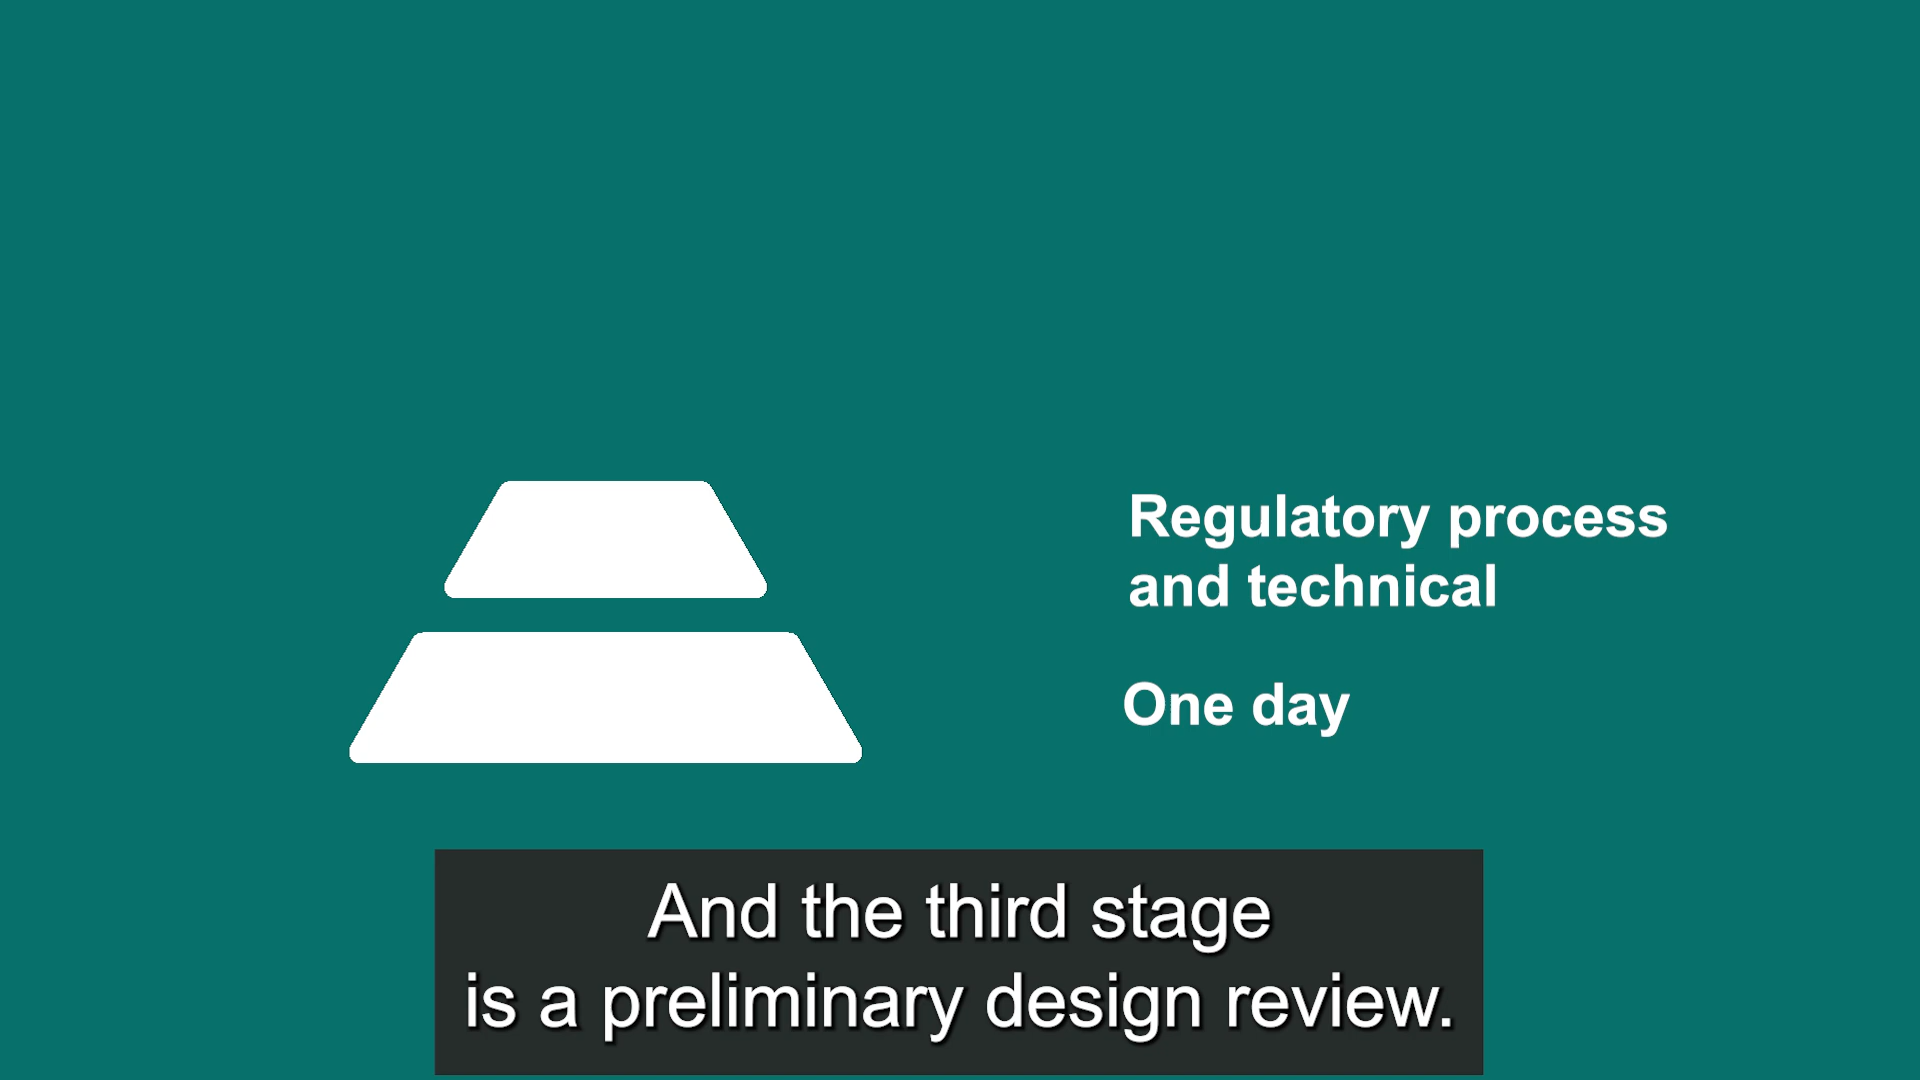 Regulatory process
and technical
One day
And the third stage
is a preliminary design review.